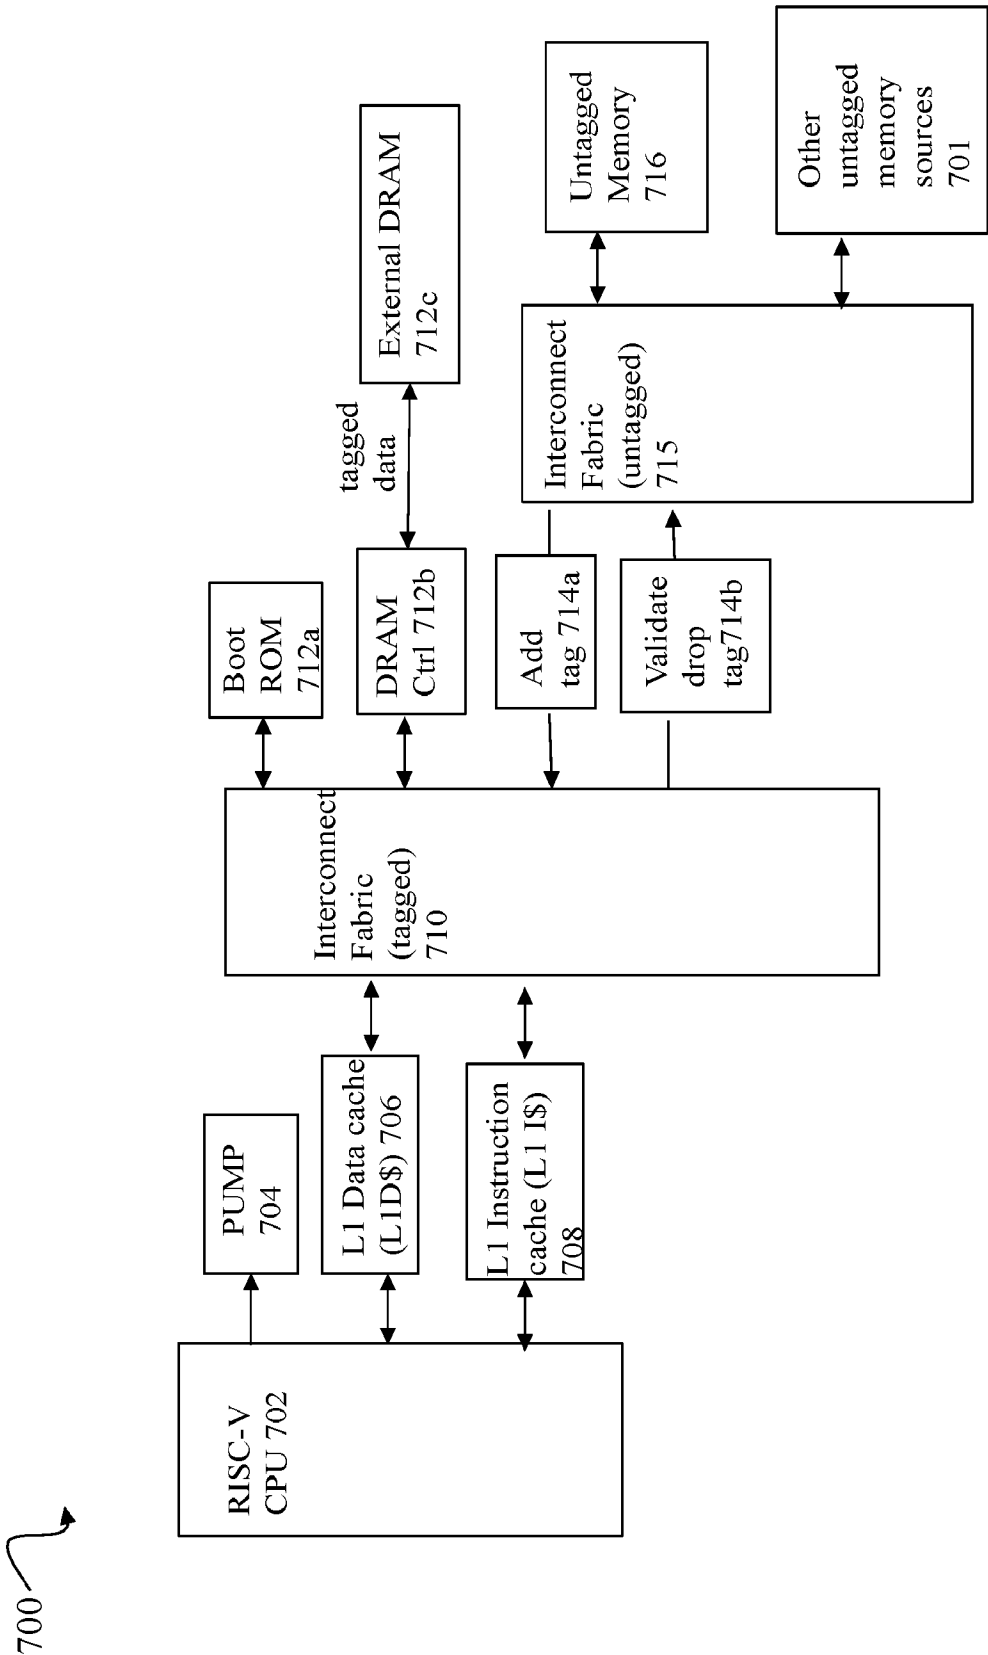 700
RISC-V
CPU 702
PUMP
704
L1 Data cache
(L1D$) 706
L1 Instruction
cache (L1 I$)
708
Interconnect
Fabric
(tagged)
710
Boot
ROM
712a
DRAM
Ctrl 712b
tagged
data
External DRAM
712c
Add
tag 714a
Validate
drop
tag714b
Interconnect
Fabric
(untagged)
715
Untagged
Memory
716
Other
untagged
memory
sources
701